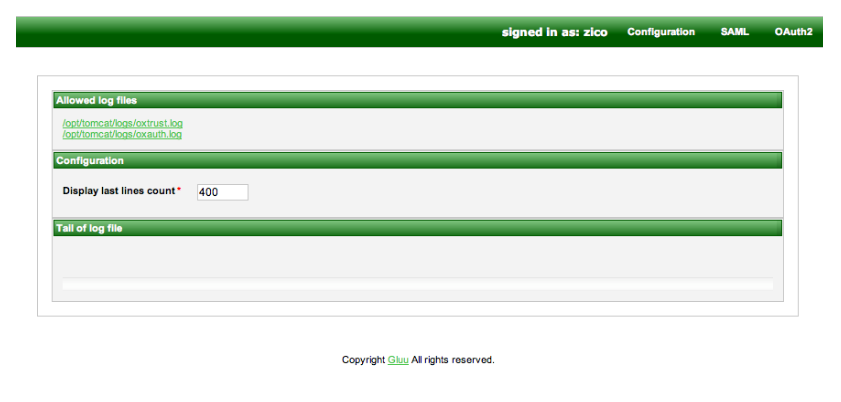 signed in as: zico Configuration SAML OAuth2
Allowed log files
/opt/tomcat/logs/oxtrust.log
/opt/tomcat/logs/oxauth.log
Configuration
Display last lines count * 400
Tail of log file
Copyright Gluu All rights reserved.